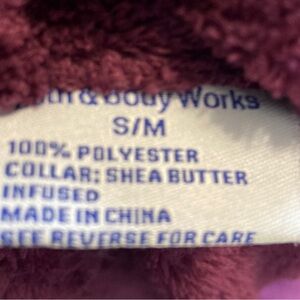 & Body Works
S/M
100% POLYESTER
COLLAR: SHEA BUTTER
INFUSED
MADE IN CHINA
SEE REVERSE FOR CARE